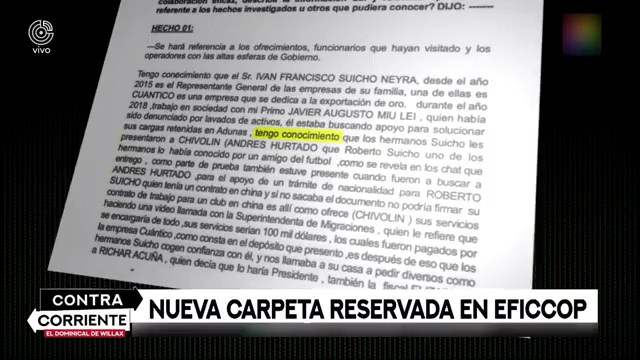 vivo
colaboración eficaz, describa la información
referente a los hechos investigados u otros que pudiera conocer? DIJO: --------
HECHO 01:
---Se hará referencia a los ofrecimientos, funcionarios que hayan visitado y los
operadores con las altas esferas de Gobierno.
Tengo conocimiento que el Sr. IVAN FRANCISCO SUICHO NEYRA, desde el año
2015 es el Representante General de las empresas de su familia, una de ellas es
CUANTICO es una empresa que se dedica a la exportación de oro. durante el año
2018 ,trabajo en sociedad con mi Primo JAVIER AUGUSTO MIU LEI , quien había
sido denunciado por lavados de activos, él estaba buscando apoyo para solucionar
sus cargas retenidas en Adunas , tengo conocimiento que los hermanos Suicho les
presentaron a CHIVOLIN (ANDRES HURTADO que Roberto Suicho uno de los
hermanos lo había conocido por un amigo del futbol ,como se revela en los chat que
entrego , como parte de prueba también estuve presente cuando fueron a buscar a
ANDRES HURTADO .para el apoyo de un trámite de nacionalidad para ROBERTO
SUICHO quien tenía un contrato en china y si no sacaba el documento no podría firmar su
contrato de trabajo para un club en china es así como ofrece (CHIVOLIN ) sus servicios
haciendo una video llamada con la Superintendenta de Migraciones , quien le refiere que
se encargaría de todo ,sus servicios serian 100 mil dólares , los cuales fueron pagados por
la empresa Cuántico,como consta en el depósito que presento ,es después de eso que los
hermanos Suicho cogen confianza con él, y nos llamaba a su casa a pedir diversos como
a RICHAR ACUÑA , quien decía que lo haría Presidente, también la fiscal
CONTRA
CORRIENTE
EL DOMINICAL DE WILLAX
NUEVA CARPETA RESERVADA EN EFICCOP